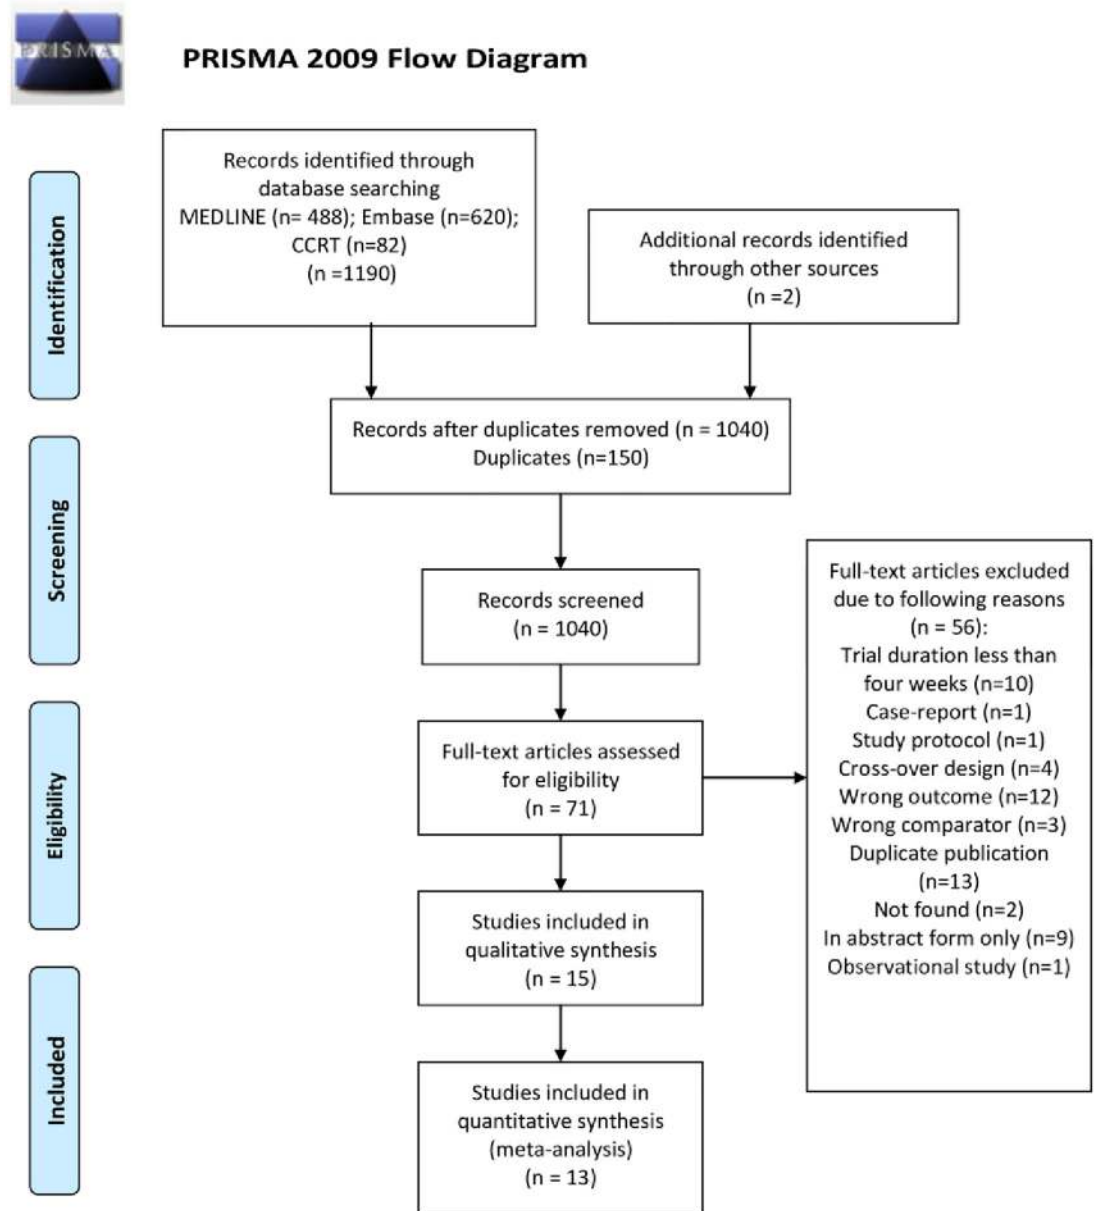 PRISMA
PRISMA 2009 Flow Diagram
Identification
Records identified through
database searching
MEDLINE (n= 488); Embase (n=620);
CCRT (n=82)
(n =1190)
Additional records identified
through other sources
(n =2)
Records after duplicates removed (n = 1040)
Duplicates (n=150)
Screening
Records screened
(n = 1040)
Full-text articles excluded
due to following reasons
(n = 56):
Trial duration less than
four weeks (n=10)
Case-report (n=1)
Study protocol (n=1)
Cross-over design (n=4)
Wrong outcome (n=12)
Wrong comparator (n=3)
Duplicate publication
(n=13)
Not found (n=2)
In abstract form only (n=9)
Observational study (n=1)
Eligibility
Full-text articles assessed
for eligibility
(n = 71)
Studies included in
qualitative synthesis
(n = 15)
Included
Studies included in
quantitative synthesis
(meta-analysis)
(n = 13)